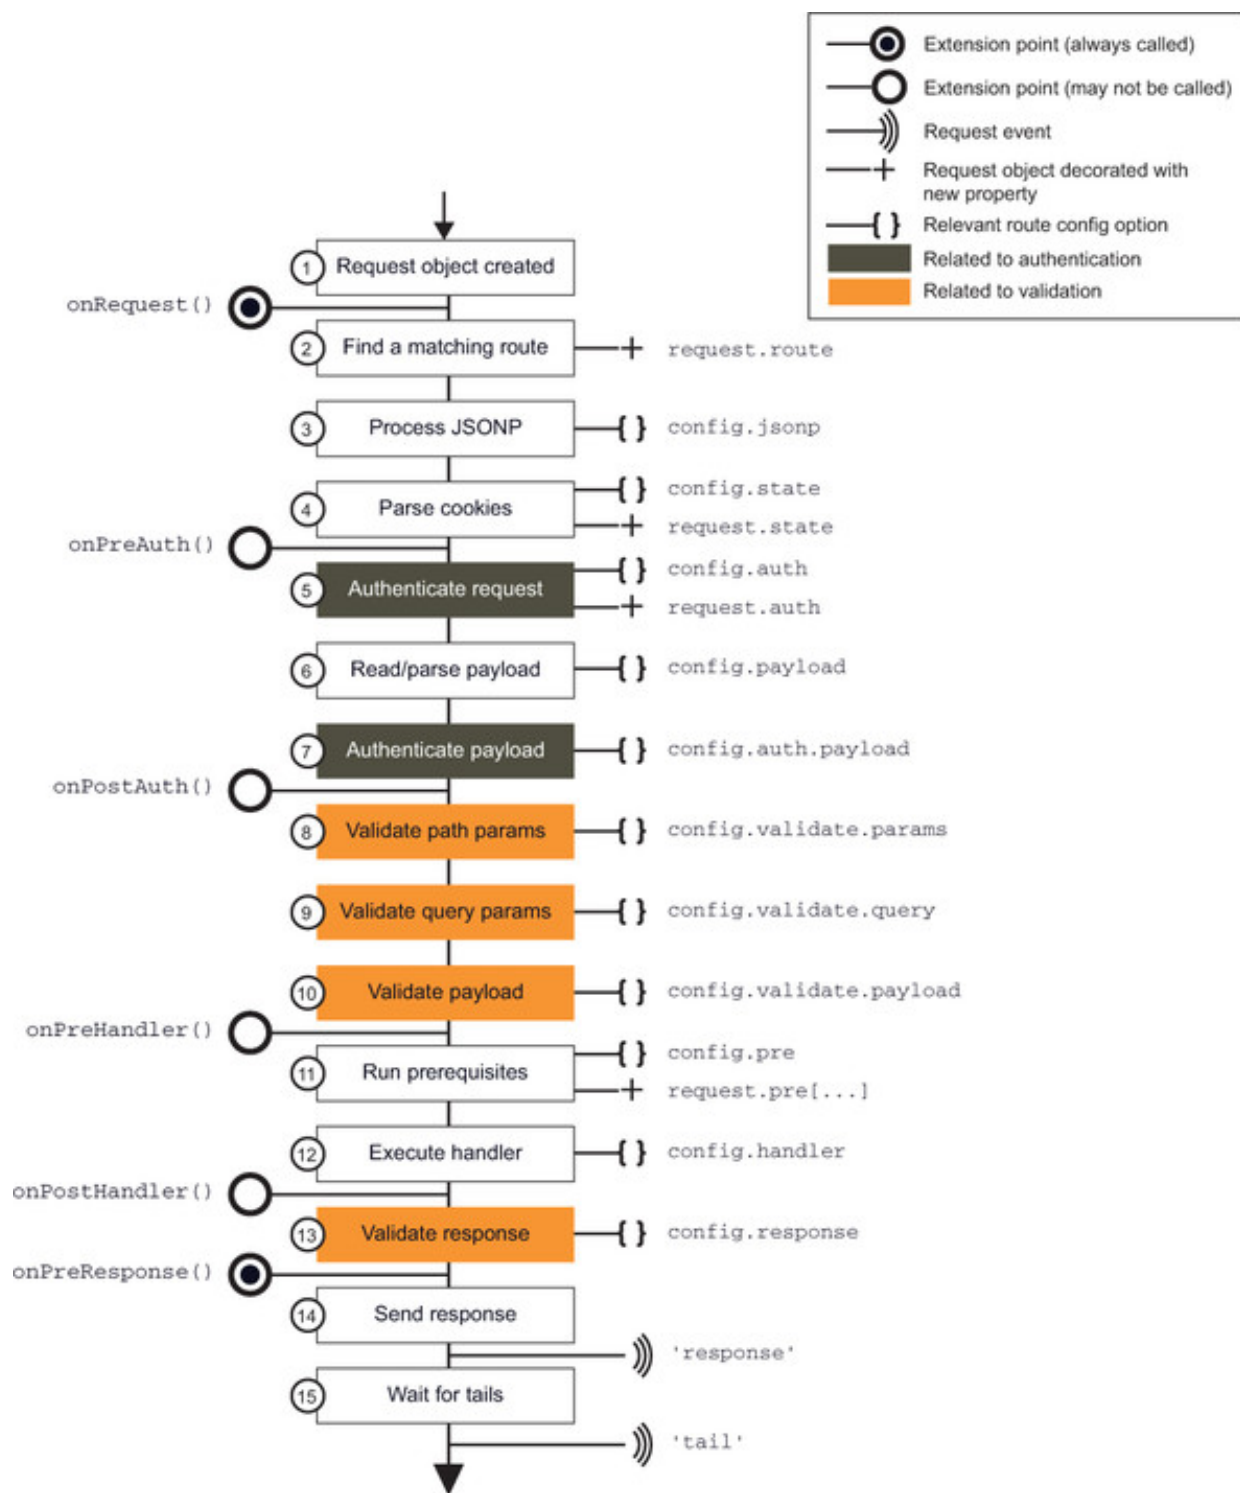 Extension point (always called)
Extension point (may not be called)
Request event
Request object decorated with
new property
{ } Relevant route config option
Related to authentication
Related to validation
1 Request object created
onRequest()
2 Find a matching route
request.route
3 Process JSONP
{ } config.jsonp
{ } config.state
4 Parse cookies
request.state
onPreAuth()
{ } config.auth
5 Authenticate request
request.auth
6 Read/parse payload
{ } config.payload
7 Authenticate payload
{ } config.auth.payload
onPostAuth()
8 Validate path params
{ } config.validate.params
9 Validate query params
{ } config.validate.query
10 Validate payload
{ } config.validate.payload
onPreHandler()
{ } config.pre
11 Run prerequisites
request.pre[...]
12 Execute handler
{ } config.handler
onPostHandler()
13 Validate response
{ } config.response
onPreResponse()
14 Send response
'response'
15 Wait for tails
'tail'